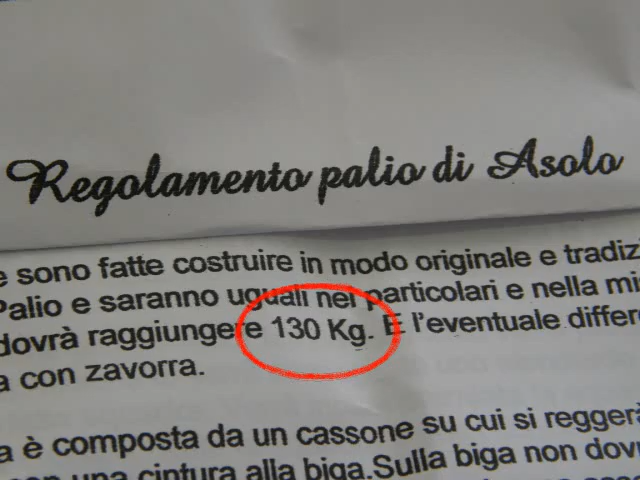 Regolamento palio di Asolo
e sono fatte costruire in modo originale e tradizi
Palio e saranno uguali nei particolari e nella mi
dovrà raggiungere 130 Kg. E l'eventuale differe
a con zavorra.
a è composta da un cassone su cui si reggerà
con una cintura alla biga.Sulla biga non dovr